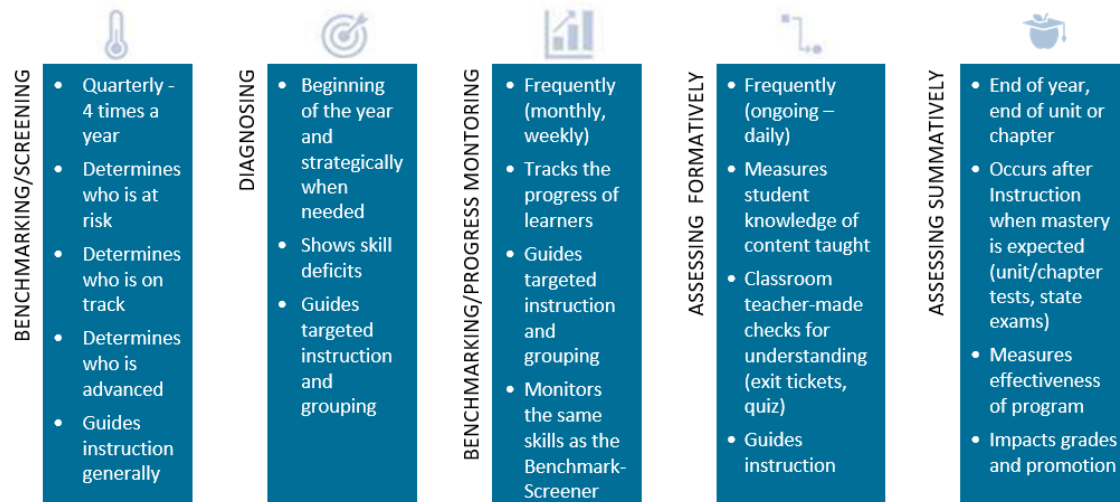 BENCHMARKING/SCREENING
• Quarterly -
4 times a
year
• Determines
who is at
risk
• Determines
who is on
track
• Determines
who is
advanced
• Guides
instruction
generally
DIAGNOSING
• Beginning
of the year
and
strategically
when
needed
• Shows skill
deficits
• Guides
targeted
instruction
and
grouping
BENCHMARKING/PROGRESS MONTORING
• Frequently
(monthly,
weekly)
• Tracks the
progress of
learners
• Guides
targeted
instruction
and
grouping
• Monitors
the same
skills as the
Benchmark-
Screener
ASSESSING FORMATIVELY
• Frequently
(ongoing –
daily)
• Measures
student
knowledge of
content taught
• Classroom
teacher-made
checks for
understanding
(exit tickets,
quiz)
• Guides
instruction
ASSESSING SUMMATIVELY
• End of year,
end of unit or
chapter
• Occurs after
Instruction
when mastery
is expected
(unit/chapter
tests, state
exams)
• Measures
effectiveness
of program
• Impacts grades
and promotion